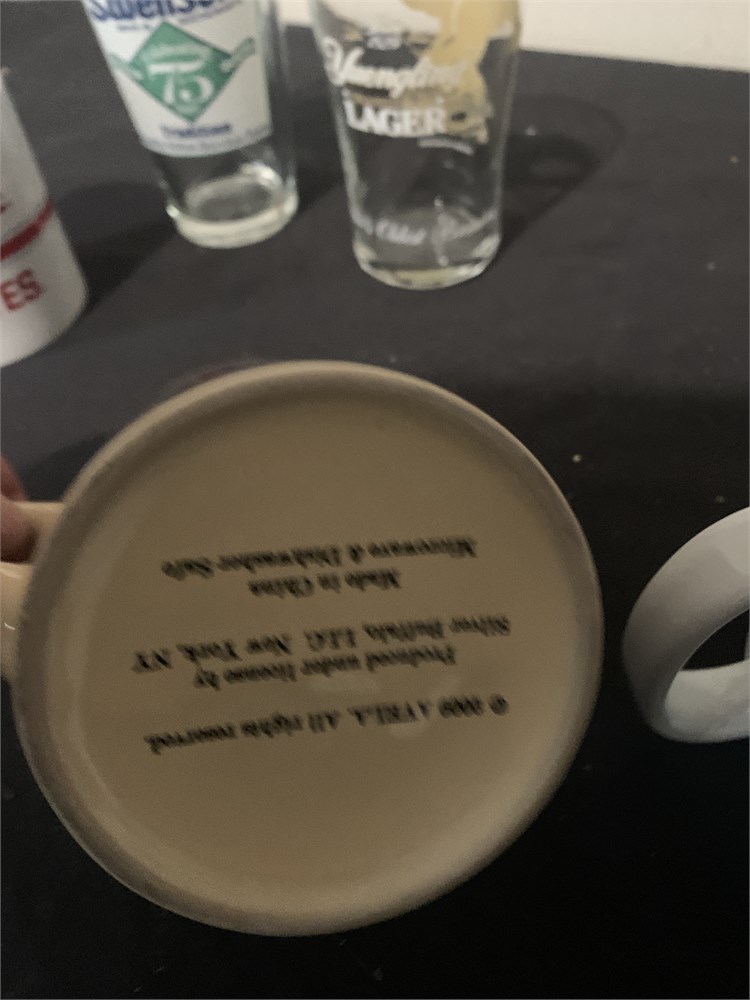 75
Tradition
Yuengling
LAGER
ES
© 2009 AVELA. All rights reserved.
Produced under license by
Silver Buffalo, LLC. New York, NY
Made in China
Microwave & Dishwasher Safe